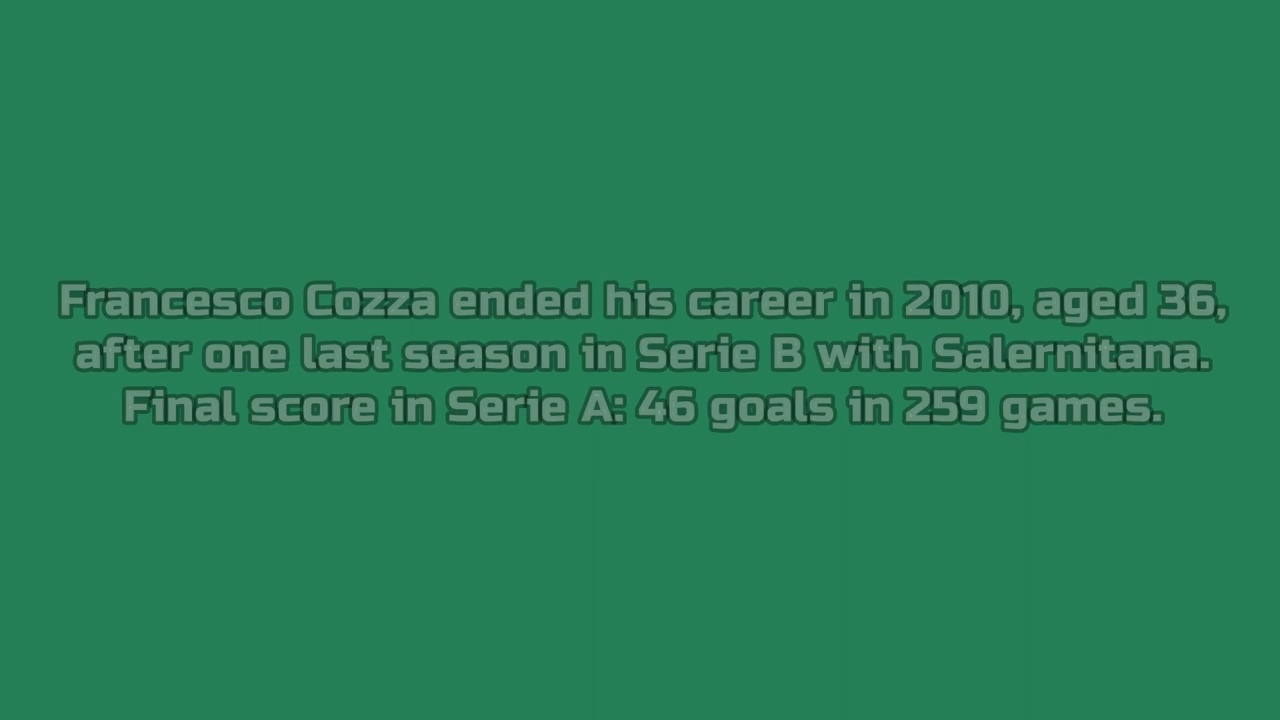 Francesco Cozza ended his career in 2010, aged 36,
after one last season in Serie B with Salernitana.
Final score in Serie A: 46 goals in 259 games.